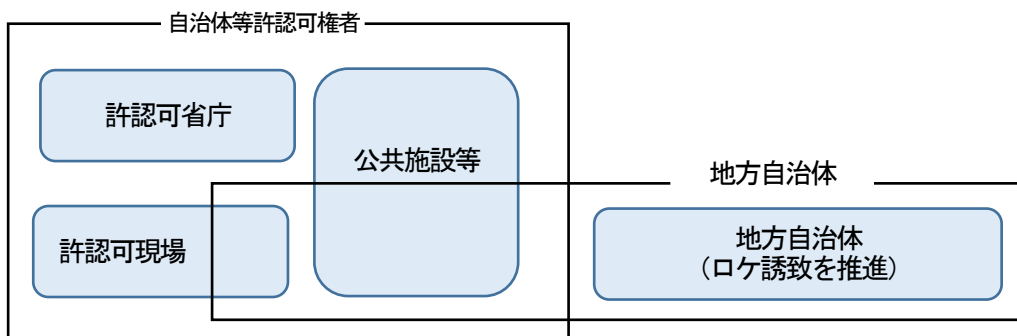 自治体等許認可権者
許認可省庁
公共施設等
地方自治体
許認可現場
地方自治体
（ロケ誘致を推進）